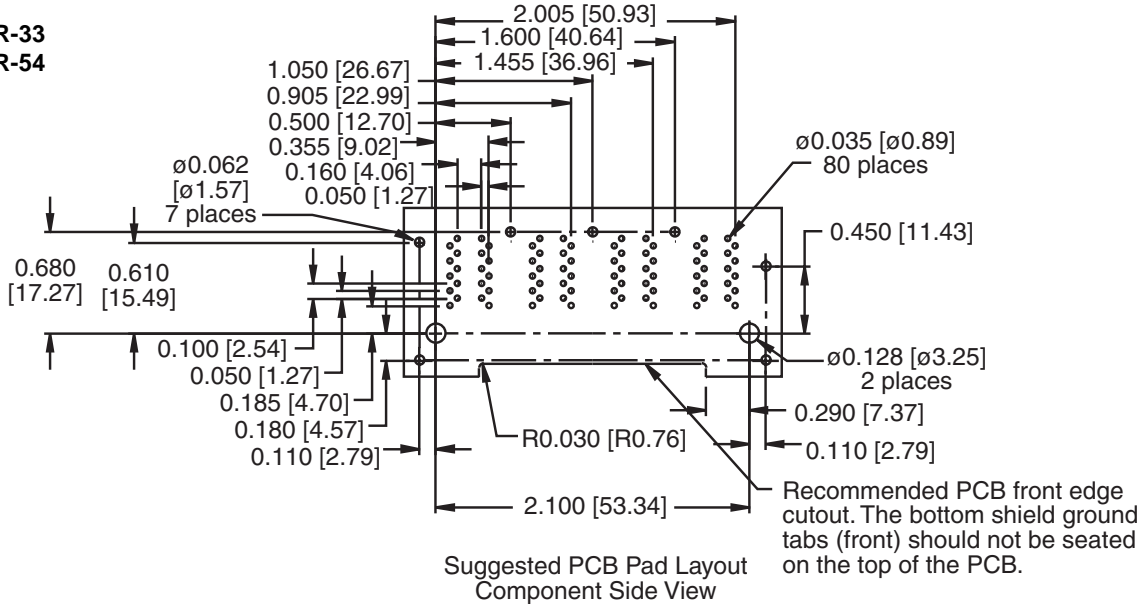 R-33
R-54
2.005 [50.93]
1.600 [40.64]
1.455 [36.96]
1.050 [26.67]
0.905 [22.99]
0.500 [12.70]
0.355 [9.02]
0.160 [4.06]
0.050 [1.27]
ø0.062
[ø1.57]
7 places
ø0.035 [ø0.89]
80 places
0.450 [11.43]
0.680
[17.27]
0.610
[15.49]
0.100 [2.54]
0.050 [1.27]
0.185 [4.70]
0.180 [4.57]
0.110 [2.79]
ø0.128 [ø3.25]
2 places
0.290 [7.37]
0.110 [2.79]
R0.030 [R0.76]
2.100 [53.34]
Recommended PCB front edge
cutout. The bottom shield ground
tabs (front) should not be seated
on the top of the PCB.
Suggested PCB Pad Layout
Component Side View